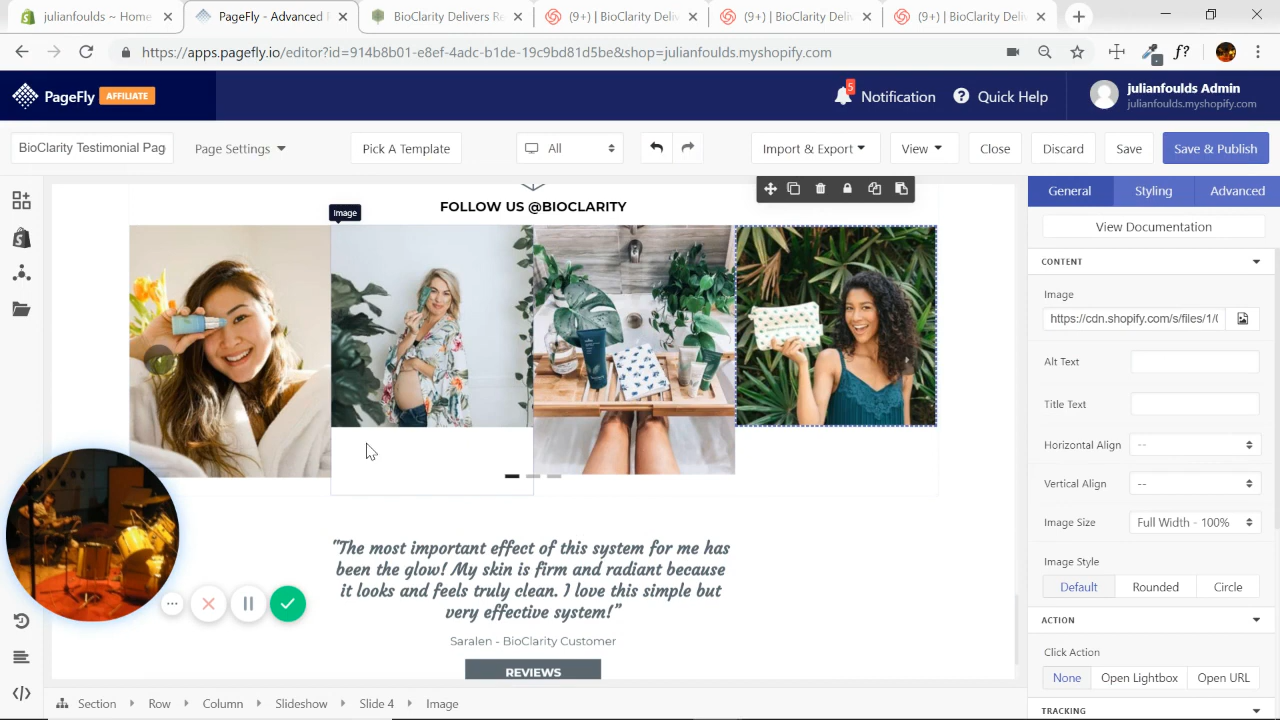 julianfoulds ~ Home
PageFly - Advanced
BioClarity Delivers Re
(9+) | BioClarity Deliv
(9+) | BioClarity Deliv
(9+) | BioClarity Deliv
https://apps.pagefly.io/editor?id=914b8b01-e8ef-4adc-b1de-19c9bd81d5be&shop=julianfoulds.myshopify.com
f?
PageFly AFFILIATE
5
Notification
Quick Help
julianfoulds Admin
julianfoulds.myshopify.com
BioClarity Testimonial Pag
Page Settings
Pick A Template
All
Import & Export
View
Close
Discard
Save
Save & Publish
General
Styling
Advanced
View Documentation
CONTENT
Image
https://cdn.shopify.com/s/files/1/(
Alt Text
Title Text
Horizontal Align
--
Vertical Align
--
Image Size
Full Width - 100%
Image Style
Default
Rounded
Circle
ACTION
Click Action
None
Open Lightbox
Open URL
TRACKING
Image
FOLLOW US @BIOCLARITY
"The most important effect of this system for me has
been the glow! My skin is firm and radiant because
it looks and feels truly clean. I love this simple but
very effective system!"
Saralen - BioClarity Customer
REVIEWS
Section
Row
Column
Slideshow
Slide 4
Image